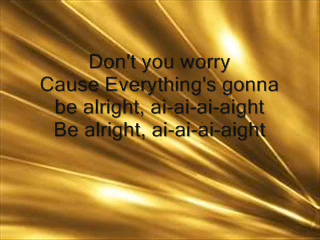 Don't you worry
Cause Everything's gonna
be alright, ai-ai-ai-aight
Be alright, ai-ai-ai-aight